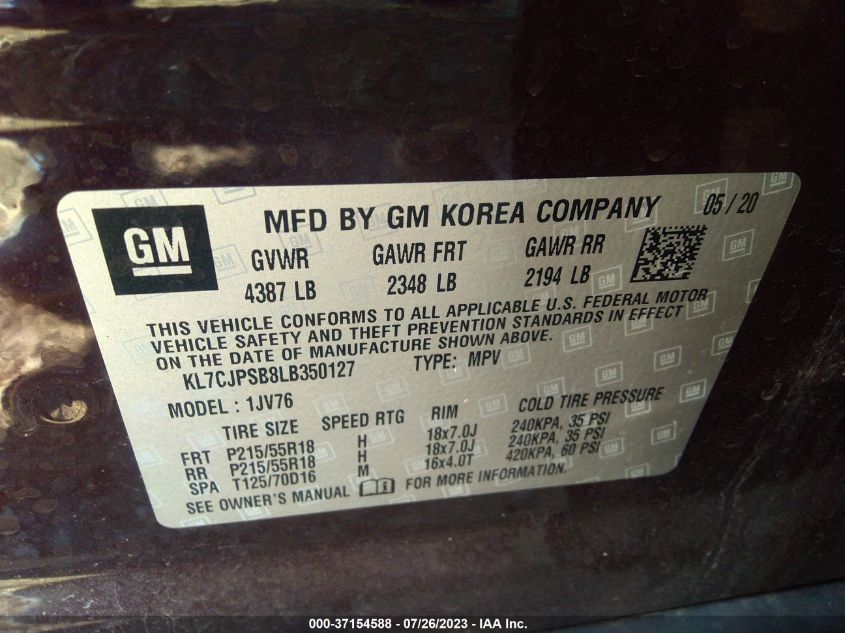 GM
MFD BY GM KOREA COMPANY 05 / 20
GVWR GAWR FRT GAWR RR
4387 LB 2348 LB 2194 LB
THIS VEHICLE CONFORMS TO ALL APPLICABLE U.S. FEDERAL MOTOR
VEHICLE SAFETY AND THEFT PREVENTION STANDARDS IN EFFECT
ON THE DATE OF MANUFACTURE SHOWN ABOVE.
KL7CJPSB8LB350127 TYPE: MPV
MODEL : 1JV76
TIRE SIZE SPEED RTG RIM COLD TIRE PRESSURE
FRT P215/55R18 H 18x7.0J 240KPA, 35 PSI
RR P215/55R18 H 18x7.0J 240KPA, 35 PSI
SPA T125/70D16 M 16x4.0T 420KPA, 60 PSI
SEE OWNER'S MANUAL FOR MORE INFORMATION.
000-37154588 - 07/26/2023 - © IAA Inc.